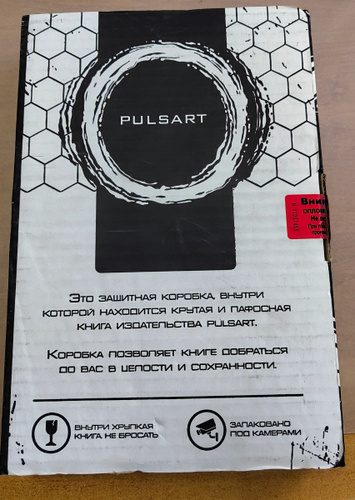 PULSART
Вним
Это защитная коробка, внутри
которой находится крутая и пафосная
книга издательства PULSART.
Коробка позволяет книге добраться
до вас в целости и сохранности.
Внутри хрупкая
книга не бросать
Запаковано
под камерами